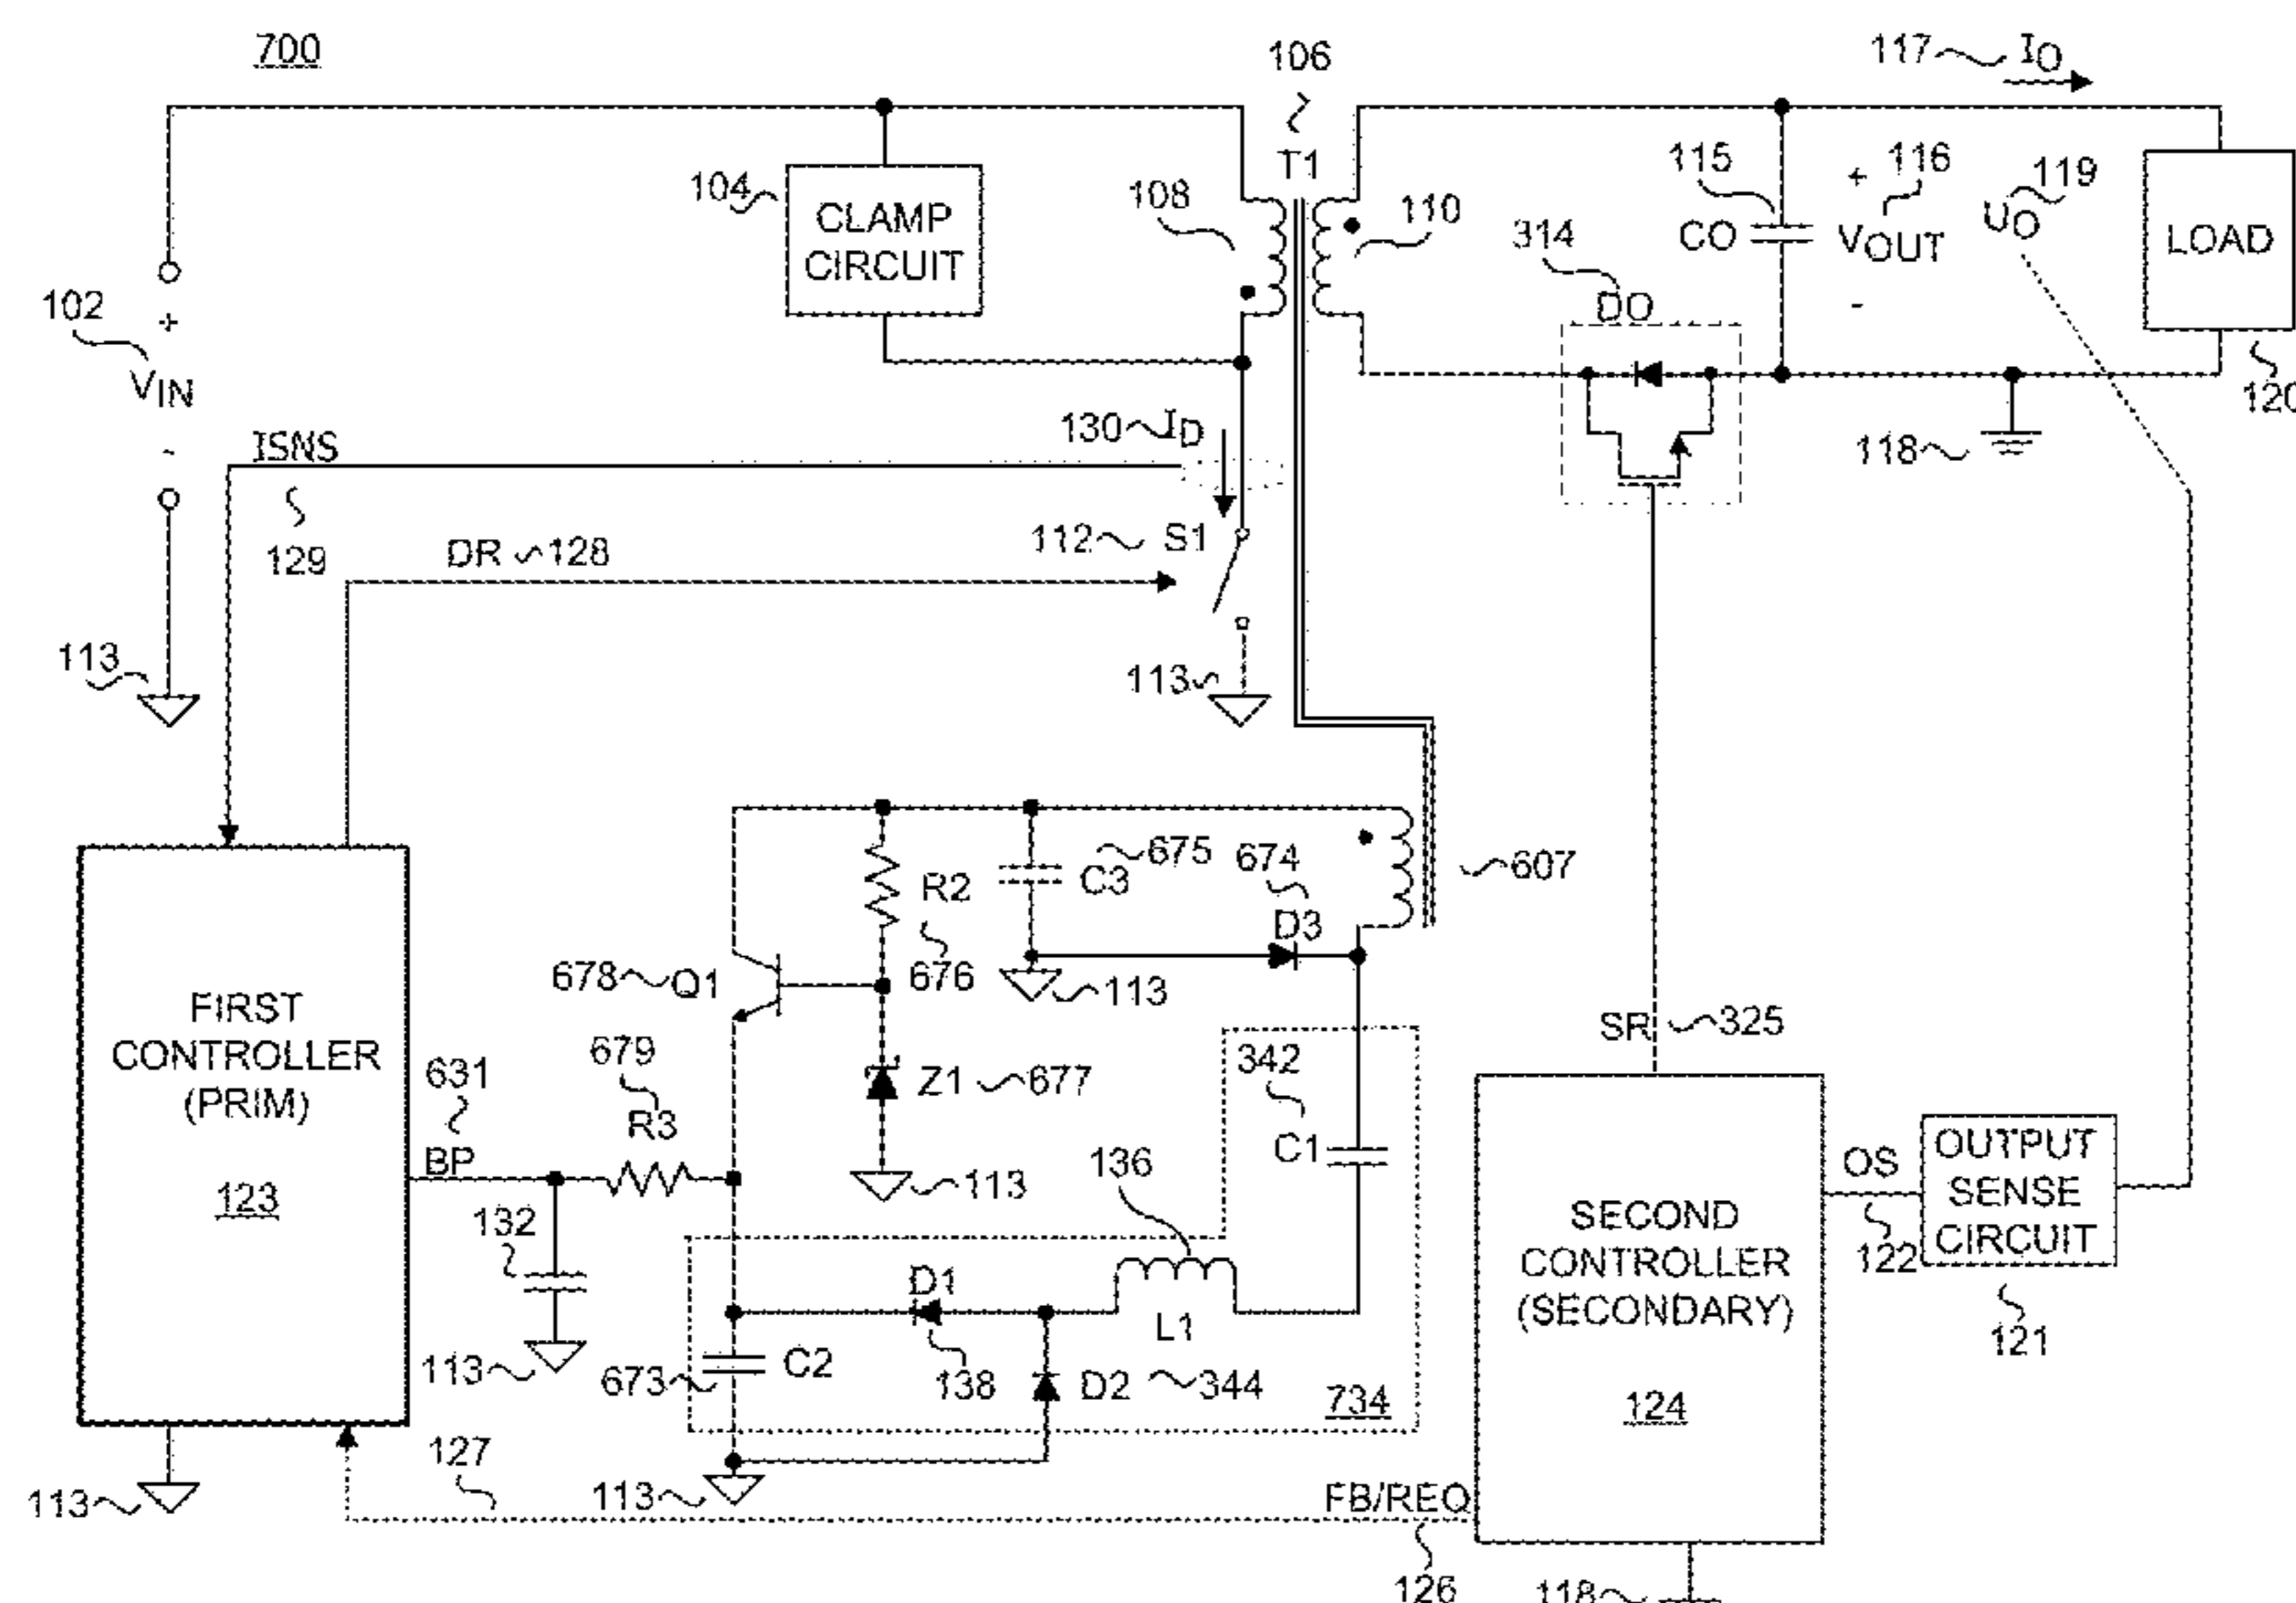 700
106
117 IO
T1
104
CLAMP
CIRCUIT
108
110
115
CO
+
116
VOUT
-
UO
119
LOAD
120
102
+
VIN
-
314
DO
118
130 ID
ISNS
129
DR 128
112 S1
113
113
607
R2
676
675
C3
674
D3
113
678 Q1
Z1 677
113
FIRST
CONTROLLER
(PRIM)
123
631
BP
679
R3
132
113
342
C1
136
L1
D1
138
C2
673
D2 344
734
113
SR 325
SECOND
CONTROLLER
(SECONDARY)
124
OS
122
OUTPUT
SENSE
CIRCUIT
121
113
127
FB/REQ
126
118